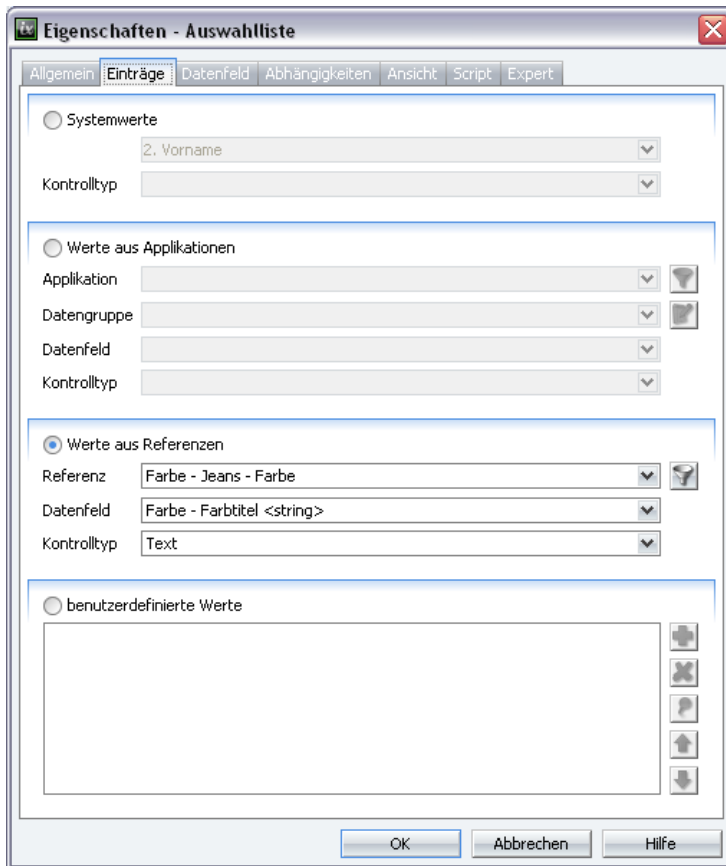 ix Eigenschaften - Auswahlliste
Allgemein Einträge Datenfeld Abhängigkeiten Ansicht Script Expert
Systemwerte
2. Vorname
Kontrolltyp
Werte aus Applikationen
Applikation
Datengruppe
Datenfeld
Kontrolltyp
Werte aus Referenzen
Referenz Farbe - Jeans - Farbe
Datenfeld Farbe - Farbtitel <string>
Kontrolltyp Text
benutzerdefinierte Werte
OK Abbrechen Hilfe